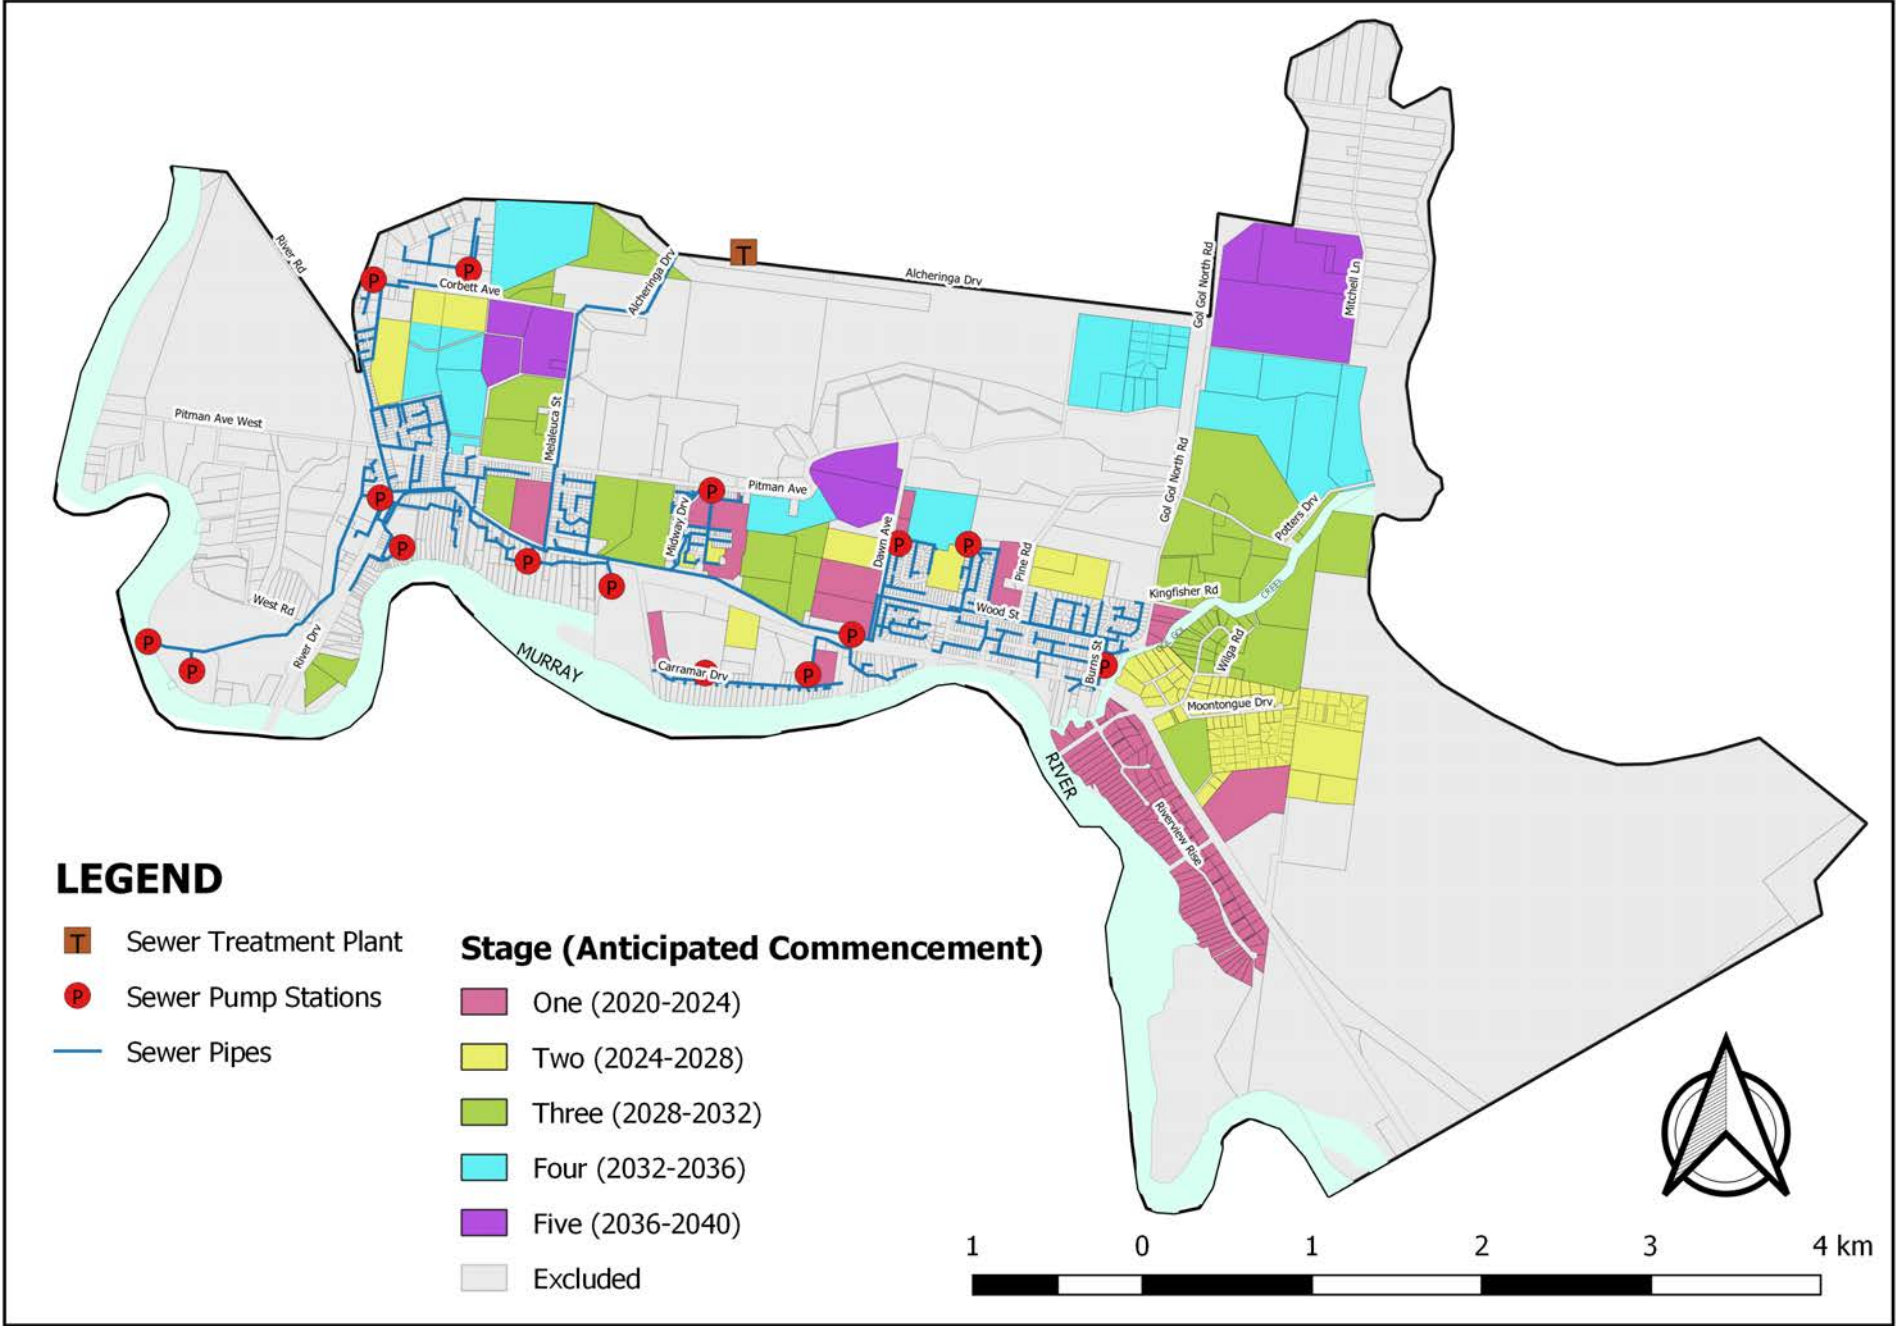 River Rd
Alcheringa Drv
T
Alcheringa Drv
Gol Gol North Rd
Mitchell Ln
P
P
Corbett Ave
Melaleuca St
Pitman Ave West
Gol Gol North Rd
P
Pitman Ave
P
Midway Drv
Dawn Ave
P
P
Pine Rd
Potters Drv
P
P
P
Kingfisher Rd
CREEK
West Rd
Wood St
River Drv
P
P
MURRAY
Carramar Drv
P
P
Burns St
P
GOL GOL
Wilga Rd
Moontongue Drv
RIVER
Riverview Rise
LEGEND
T Sewer Treatment Plant
P Sewer Pump Stations
Sewer Pipes
Stage (Anticipated Commencement)
One (2020-2024)
Two (2024-2028)
Three (2028-2032)
Four (2032-2036)
Five (2036-2040)
Excluded
1 0 1 2 3 4 km